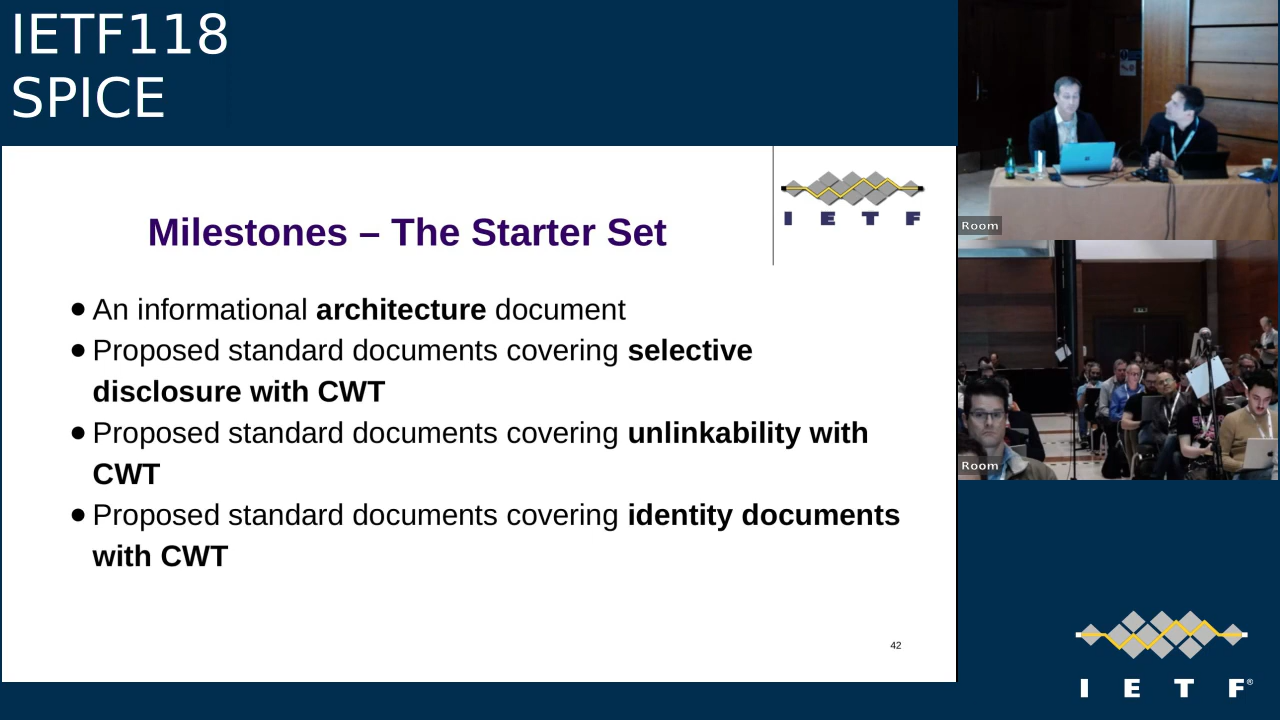 IETF118
SPICE
I E T F
Milestones – The Starter Set
● An informational architecture document
● Proposed standard documents covering selective
disclosure with CWT
● Proposed standard documents covering unlinkability with
CWT
● Proposed standard documents covering identity documents
with CWT
42
Room
Room
I E T F®